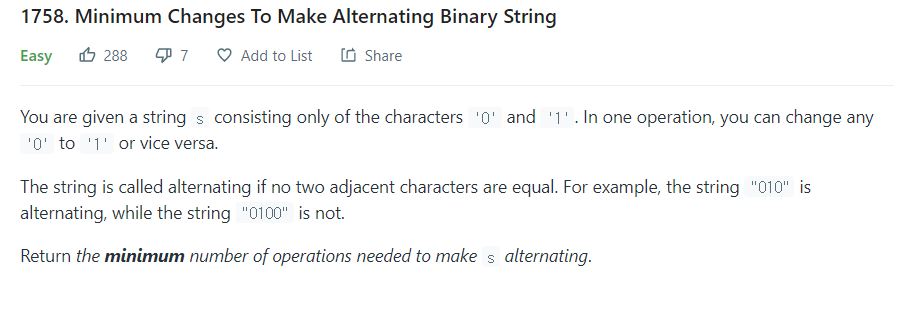 1758. Minimum Changes To Make Alternating Binary String
Easy 288 7 Add to List Share
You are given a string s consisting only of the characters '0' and '1'. In one operation, you can change any
'0' to '1' or vice versa.
The string is called alternating if no two adjacent characters are equal. For example, the string "010" is
alternating, while the string "0100" is not.
Return the minimum number of operations needed to make s alternating.